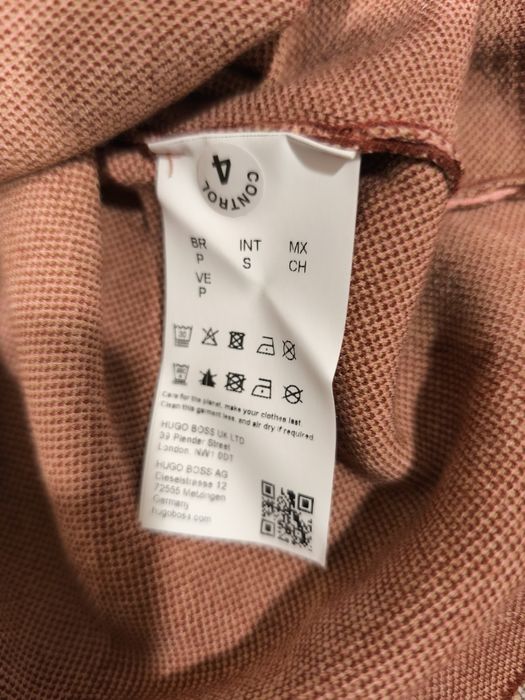 CONTROL 4
BR INT MX
P S CH
VE
P
30
Care for the planet, make your clothes last
Clean this garment less, and air dry if required.
HUGO BOSS UK LTD
39 Plender Street
London. NW1 0DT
HUGO BOSS AG
Dieselstrasse 12
72555 Metzingen
Germany
hugoboss.com